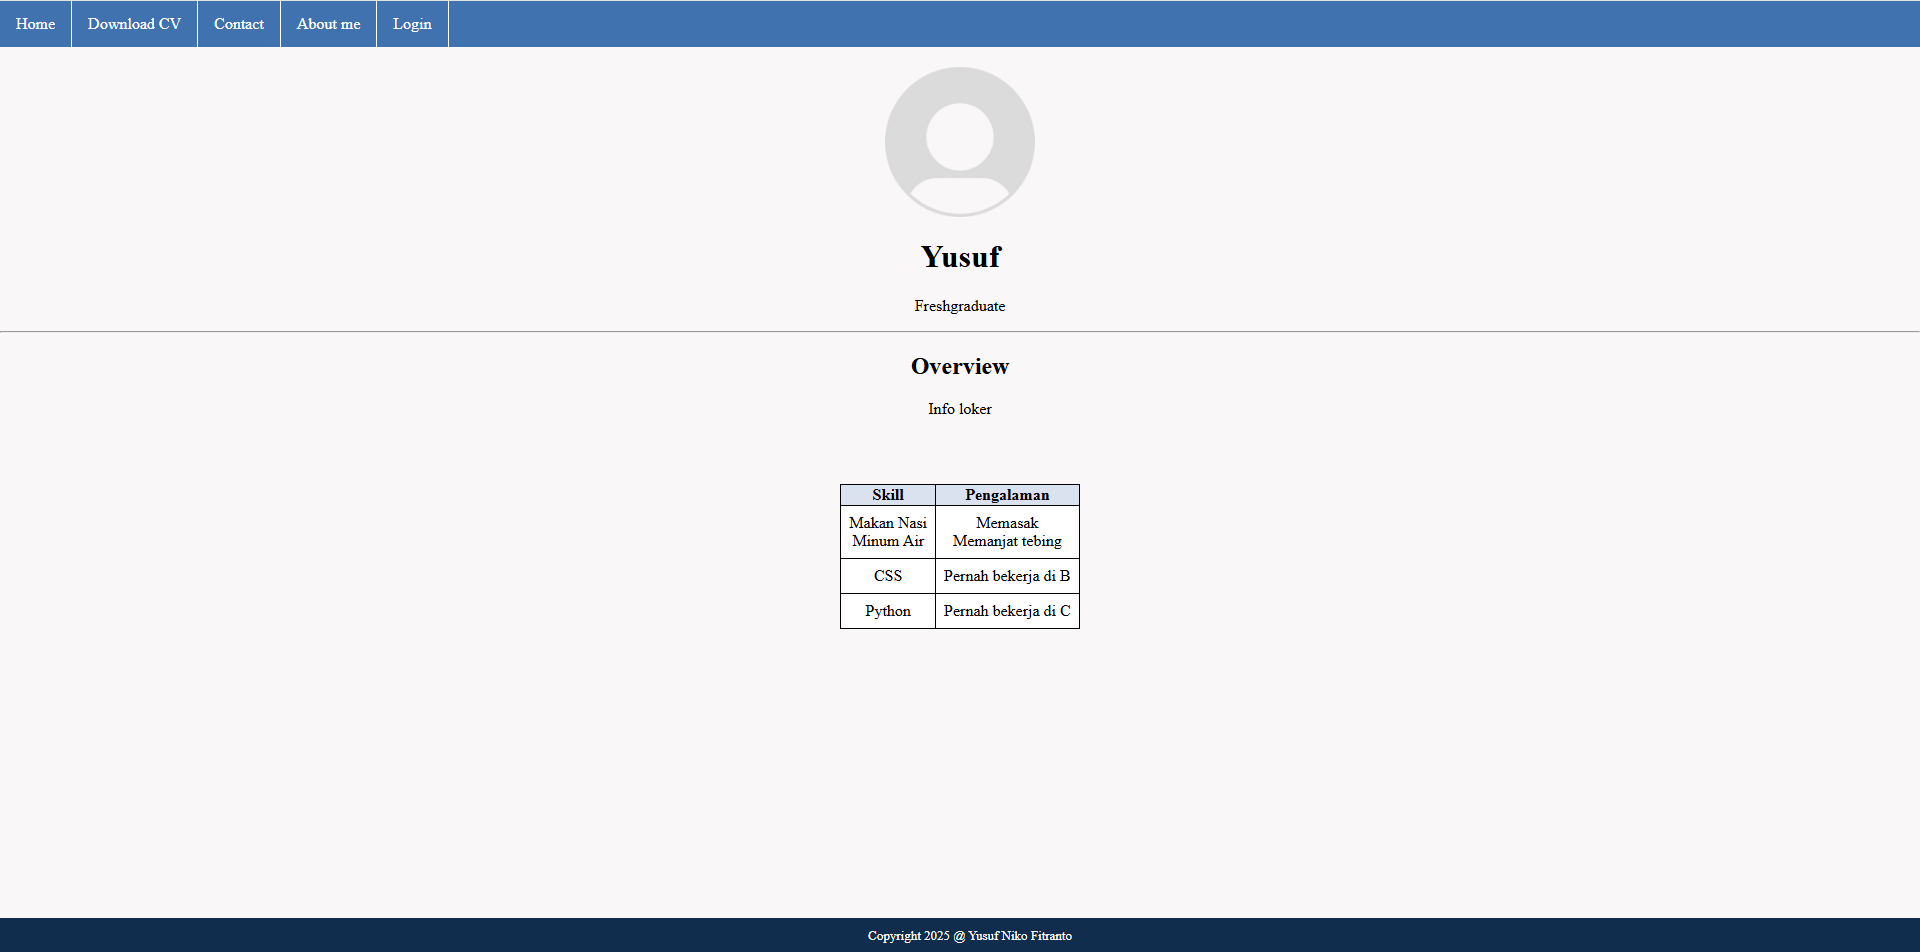 Home Download CV Contact About me Login
Yusuf
Freshgraduate
Overview
Info loker
Skill Pengalaman
Makan Nasi Memasak
Minum Air Memanjat tebing
CSS Pernah bekerja di B
Python Pernah bekerja di C
Copyright 2025 @ Yusuf Niko Fitranto